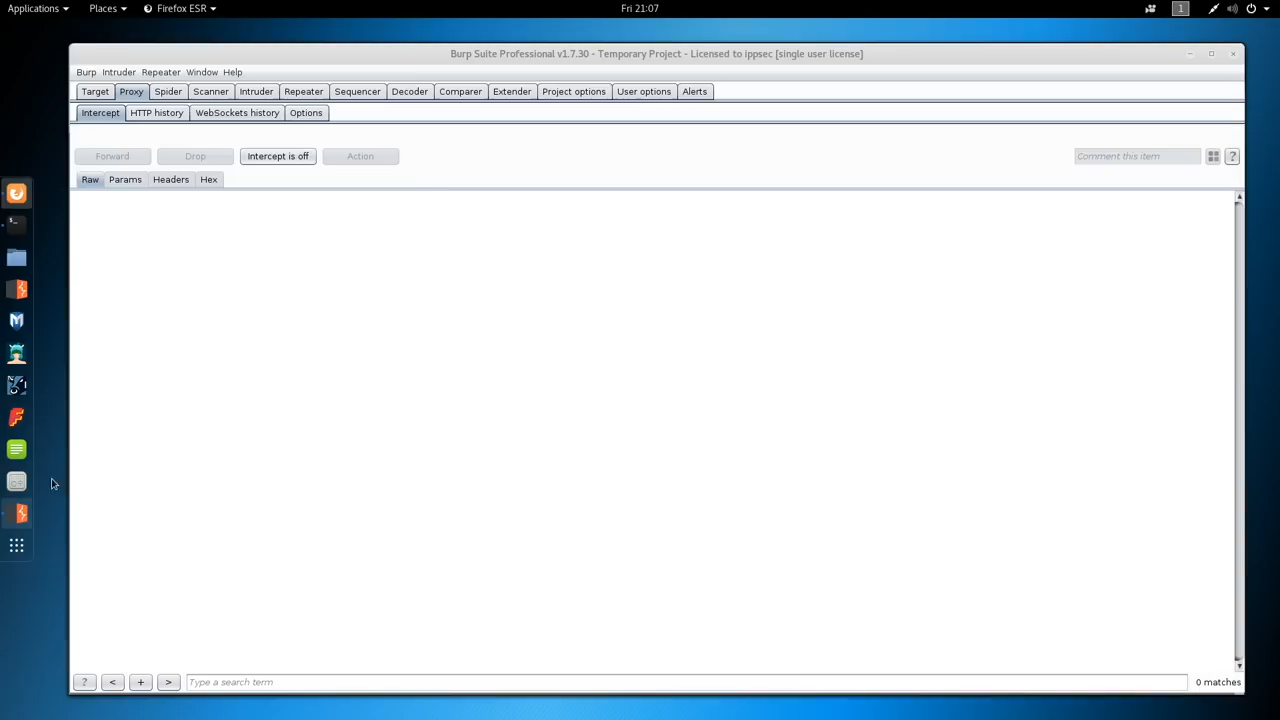 Applications Places Firefox ESR Fri 21:07 1
Burp Suite Professional v1.7.30 - Temporary Project - Licensed to ippsec [single user license]
Burp Intruder Repeater Window Help
Target Proxy Spider Scanner Intruder Repeater Sequencer Decoder Comparer Extender Project options User options Alerts
Intercept HTTP history WebSockets history Options
Forward Drop Intercept is off Action Comment this item ?
Raw Params Headers Hex
? < + > Type a search term 0 matches